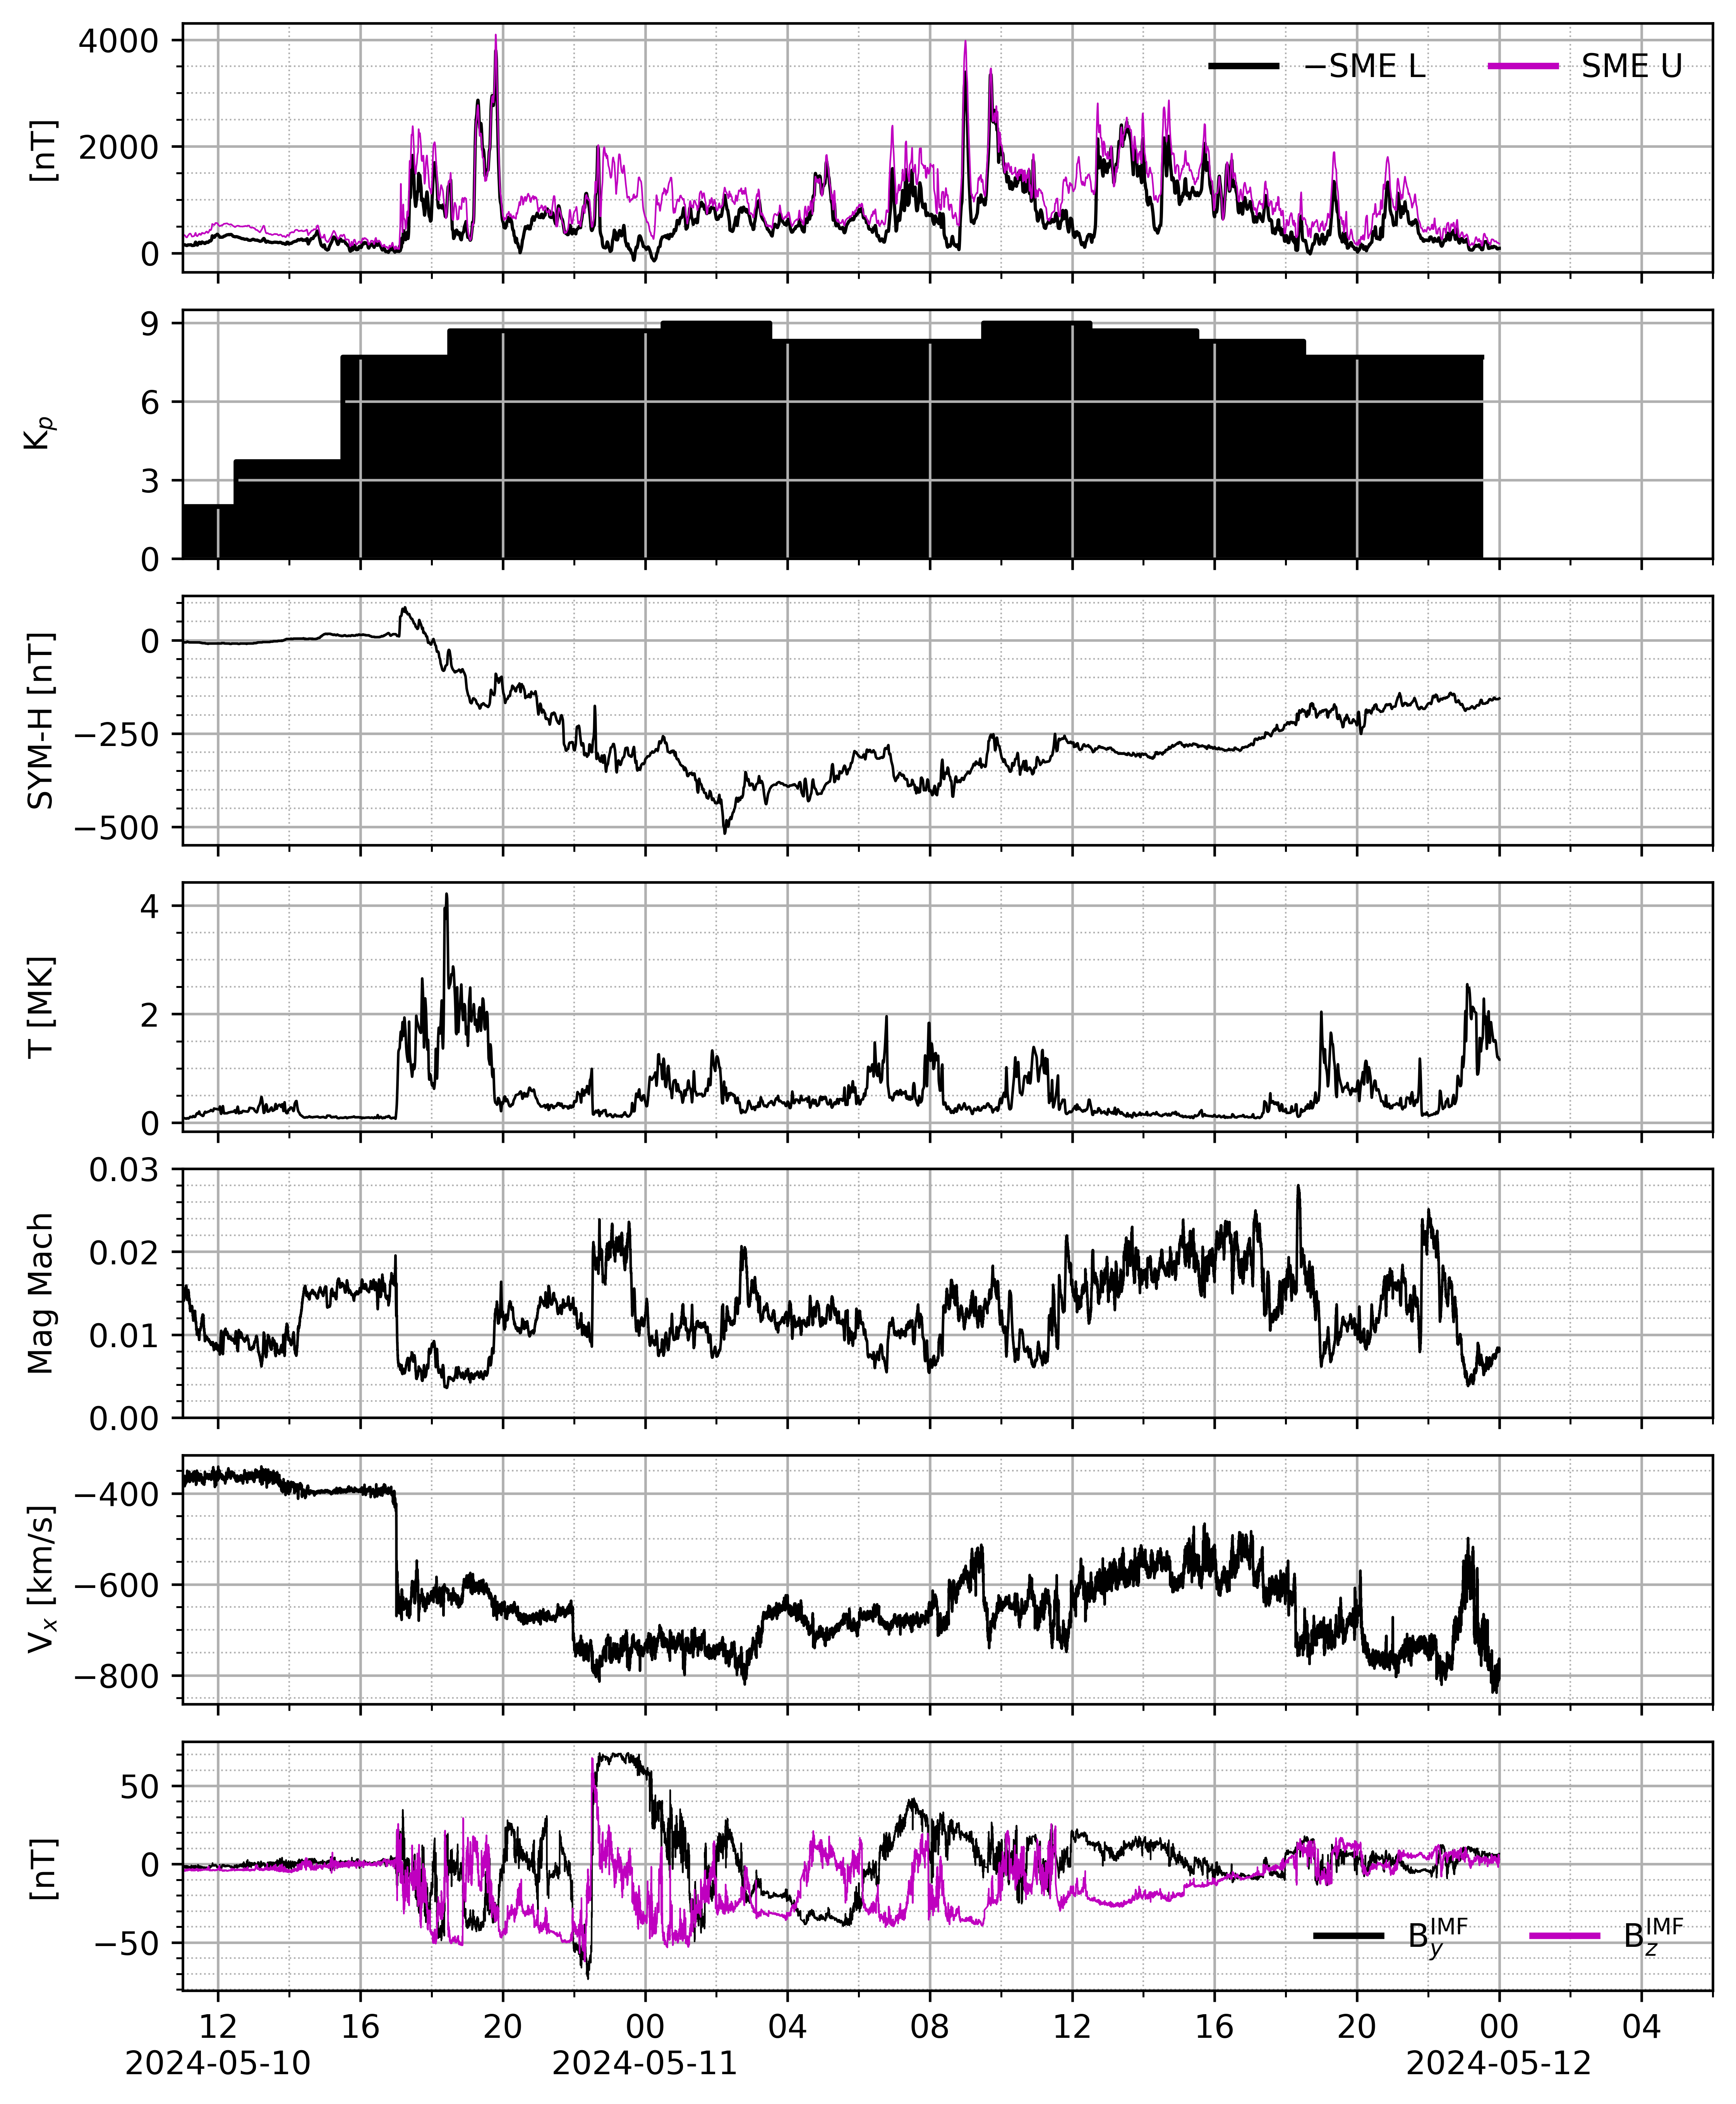 4000
2000
0
[nT]
−SME L
SME U
9
6
3
0
Kp
0
−250
−500
SYM-H [nT]
4
2
0
T [MK]
0.03
0.02
0.01
0.00
Mag Mach
−400
−600
−800
Vx [km/s]
50
0
−50
[nT]
ByIMF
BzIMF
12 16 20 00 04 08 12 16 20 00 04
2024-05-10 2024-05-11 2024-05-12